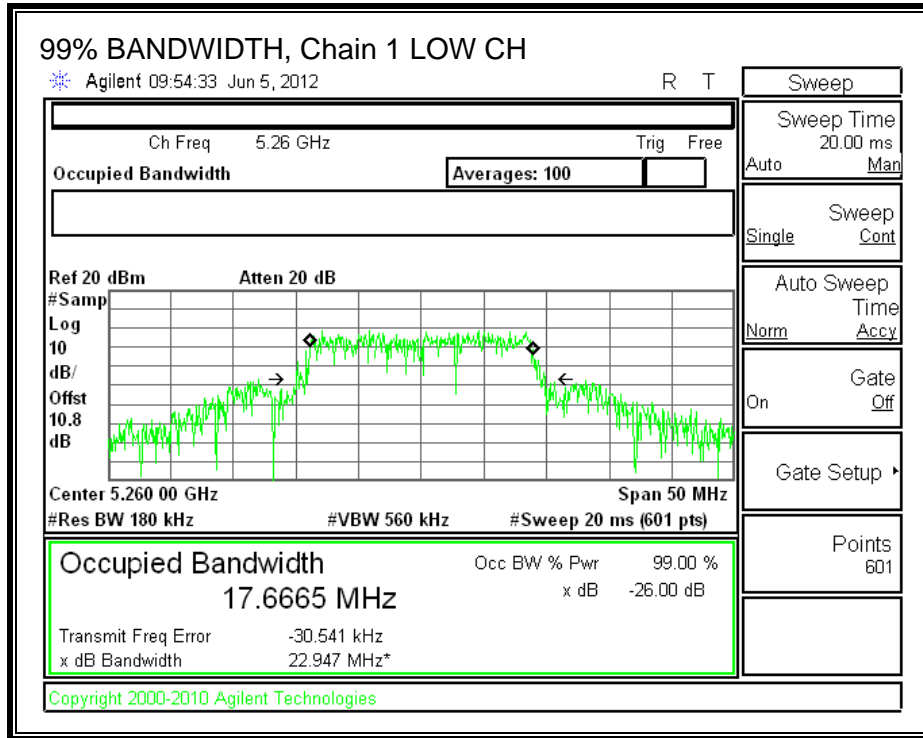 99% BANDWIDTH, Chain 1 LOW CH
Agilent 09:54:33 Jun 5, 2012 R T
Ch Freq 5.26 GHz Trig Free
Occupied Bandwidth Averages: 100
Ref 20 dBm Atten 20 dB
#Samp
Log
10
dB/
Offst
10.8
dB
Center 5.260 00 GHz Span 50 MHz
#Res BW 180 kHz #VBW 560 kHz #Sweep 20 ms (601 pts)
Occupied Bandwidth Occ BW % Pwr 99.00 %
17.6665 MHz x dB -26.00 dB
Transmit Freq Error -30.541 kHz
x dB Bandwidth 22.947 MHz*
Copyright 2000-2010 Agilent Technologies
Sweep
Sweep Time
20.00 ms
Auto Man
Sweep
Single Cont
Auto Sweep
Time
Norm Accy
Gate
On Off
Gate Setup
Points
601